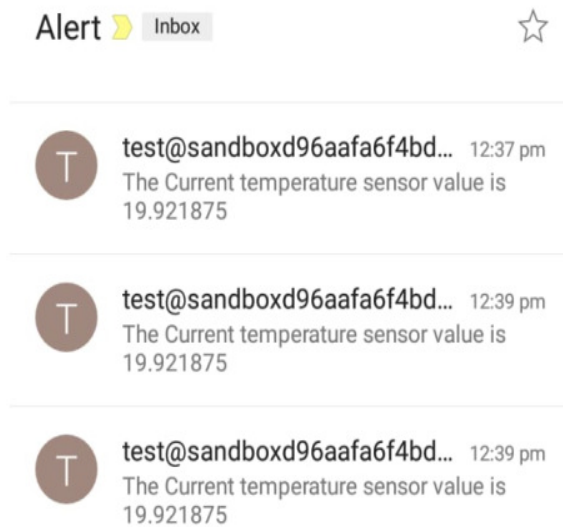 Alert Inbox
T
test@sandboxd96aafa6f4bd... 12:37 pm
The Current temperature sensor value is
19.921875
T
test@sandboxd96aafa6f4bd... 12:39 pm
The Current temperature sensor value is
19.921875
T
test@sandboxd96aafa6f4bd... 12:39 pm
The Current temperature sensor value is
19.921875